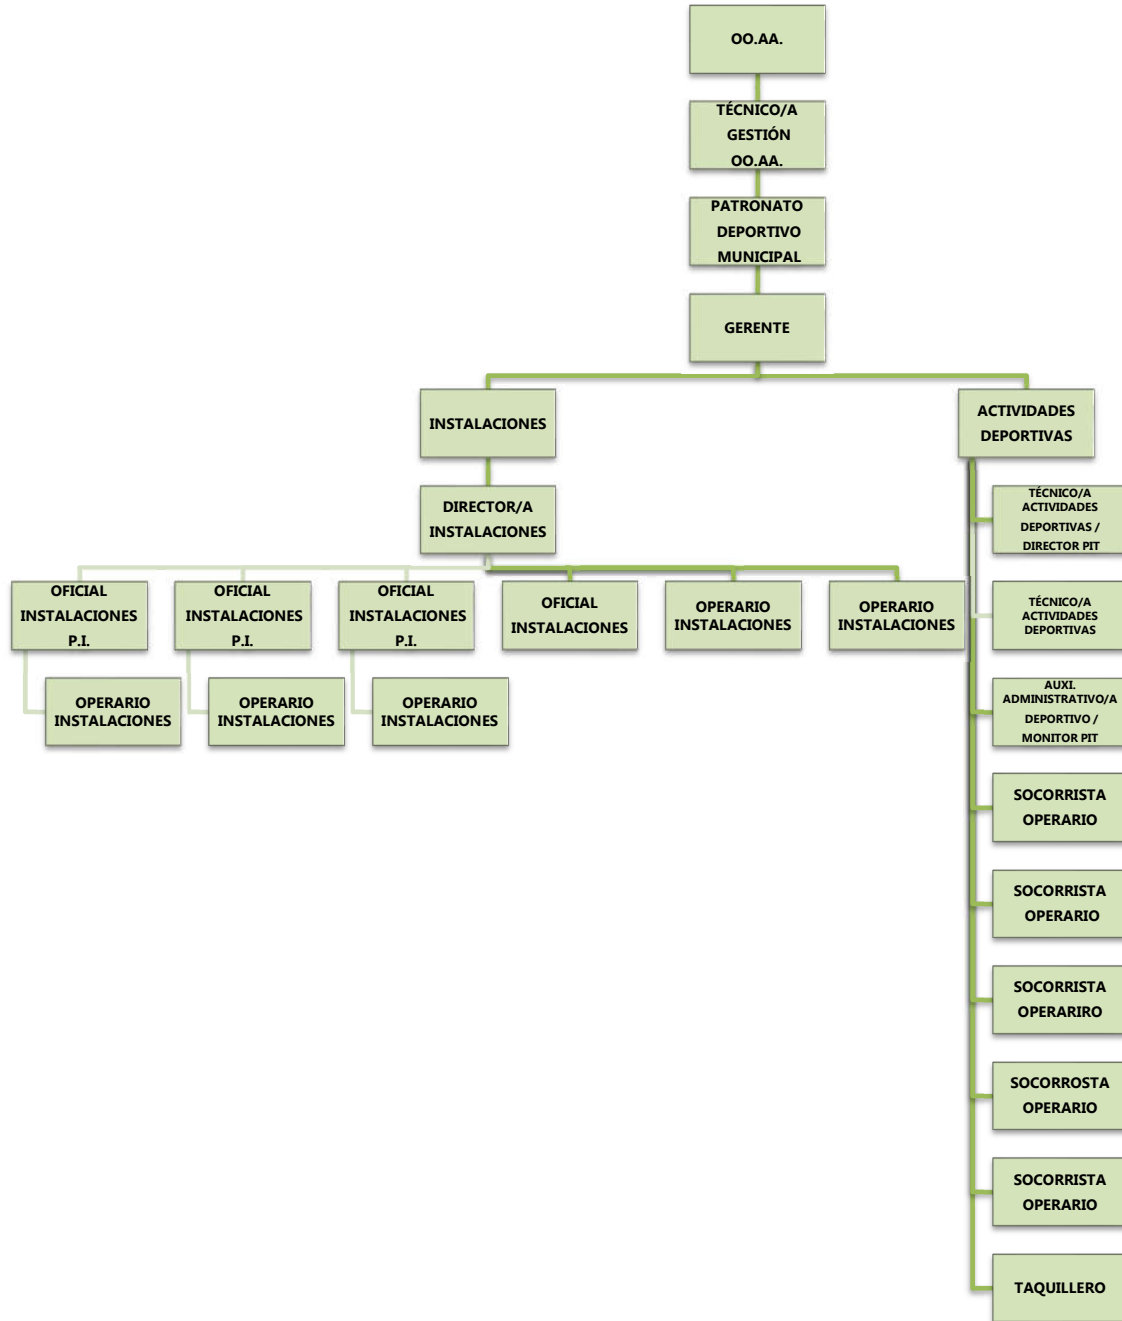 OO.AA.
TÉCNICO/A
GESTIÓN
OO.AA.
PATRONATO
DEPORTIVO
MUNICIPAL
GERENTE
INSTALACIONES
DIRECTOR/A
INSTALACIONES
OFICIAL
INSTALACIONES
P.I.
OPERARIO
INSTALACIONES
OFICIAL
INSTALACIONES
P.I.
OPERARIO
INSTALACIONES
OFICIAL
INSTALACIONES
P.I.
OPERARIO
INSTALACIONES
OFICIAL
INSTALACIONES
OPERARIO
INSTALACIONES
OPERARIO
INSTALACIONES
ACTIVIDADES
DEPORTIVAS
TÉCNICO/A
ACTIVIDADES
DEPORTIVAS /
DIRECTOR PIT
TÉCNICO/A
ACTIVIDADES
DEPORTIVAS
AUXI.
ADMINISTRATIVO/A
DEPORTIVO /
MONITOR PIT
SOCORRISTA
OPERARIO
SOCORRISTA
OPERARIO
SOCORRISTA
OPERARIRO
SOCORROSTA
OPERARIO
SOCORRISTA
OPERARIO
TAQUILLERO